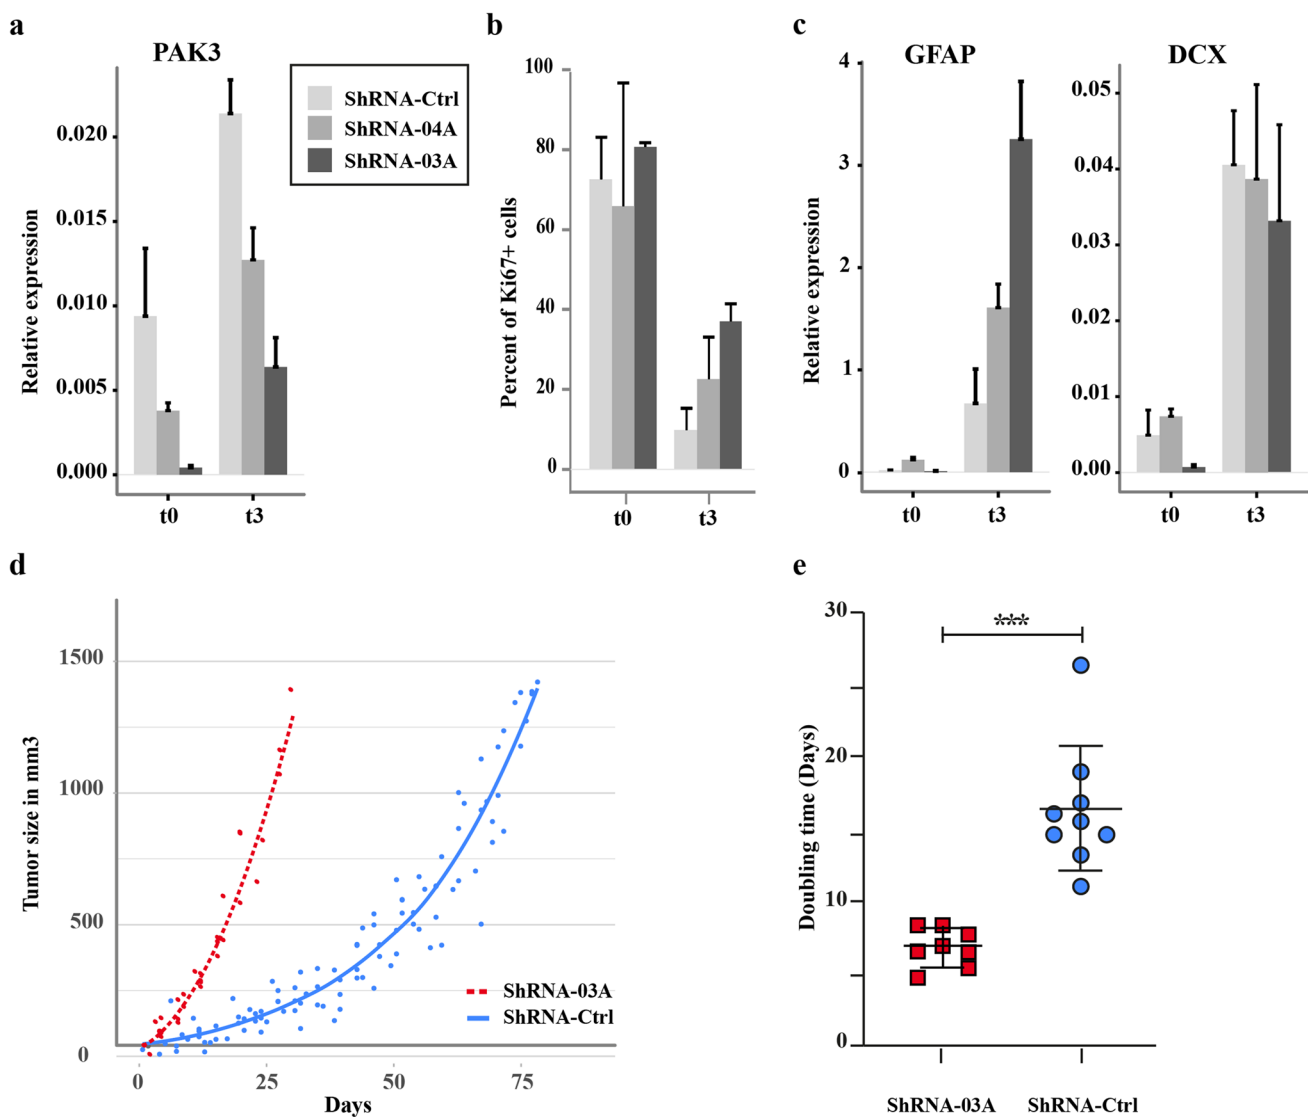 a
PAK3
ShRNA-Ctrl
ShRNA-04A
ShRNA-03A
Relative expression
0.020
0.015
0.010
0.005
0.000
t0 t3
b
Percent of Ki67+ cells
100
80
60
40
20
0
t0 t3
c
GFAP
Relative expression
4
3
2
1
0
t0 t3
DCX
0.05
0.04
0.03
0.02
0.01
0.00
t0 t3
d
Tumor size in mm3
1500
1000
500
0
ShRNA-03A
ShRNA-Ctrl
0 25 50 75
Days
e
Doubling time (Days)
30
20
10
0
***
ShRNA-03A ShRNA-Ctrl